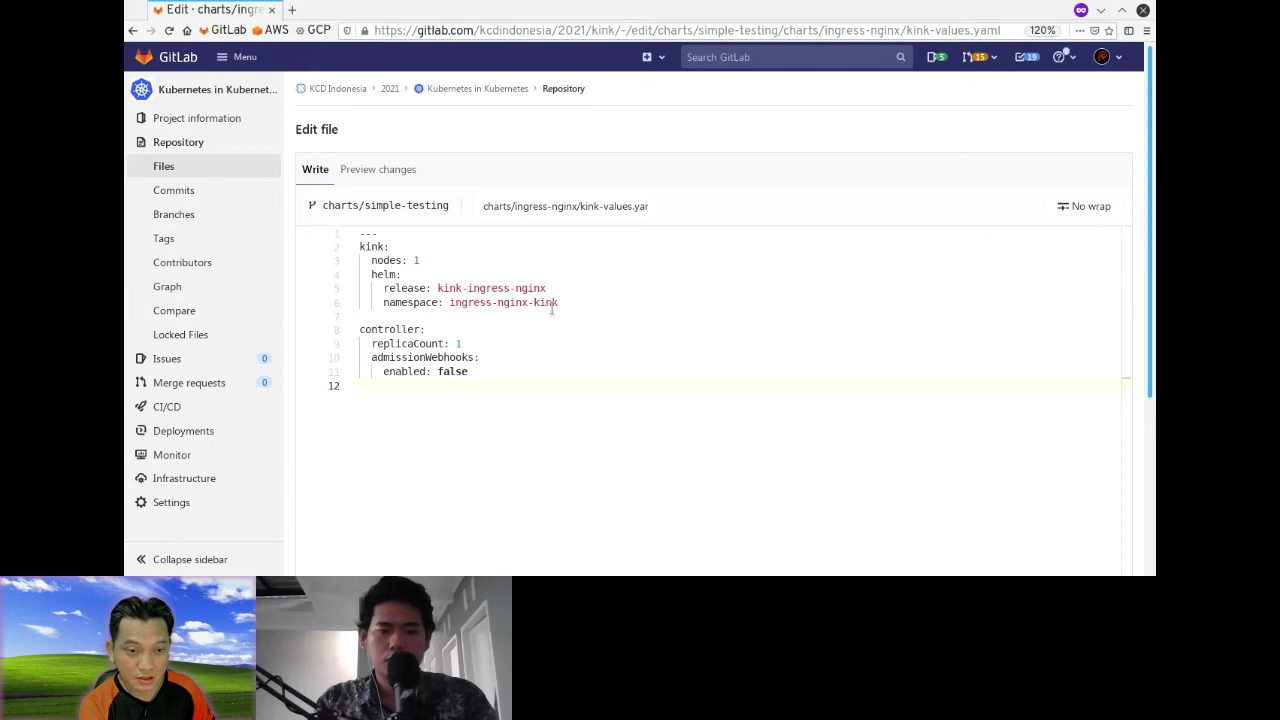 Edit · charts/ingre
GitLab AWS GCP https://gitlab.com/kcdindonesia/2021/kink/-/edit/charts/simple-testing/charts/ingress-nginx/kink-values.yaml 120%
GitLab Menu Search GitLab 5 15 19
Kubernetes in Kubernet...
Project information
Repository
Files
Commits
Branches
Tags
Contributors
Graph
Compare
Locked Files
Issues 0
Merge requests 0
CI/CD
Deployments
Monitor
Infrastructure
Settings
Collapse sidebar
KCD Indonesia › 2021 › Kubernetes in Kubernetes › Repository
Edit file
Write Preview changes
charts/simple-testing charts/ingress-nginx/kink-values.yar No wrap
1 ---
2 kink:
3 nodes: 1
4 helm:
5 release: kink-ingress-nginx
6 namespace: ingress-nginx-kink
7
8 controller:
9 replicaCount: 1
10 admissionWebhooks:
11 enabled: false
12